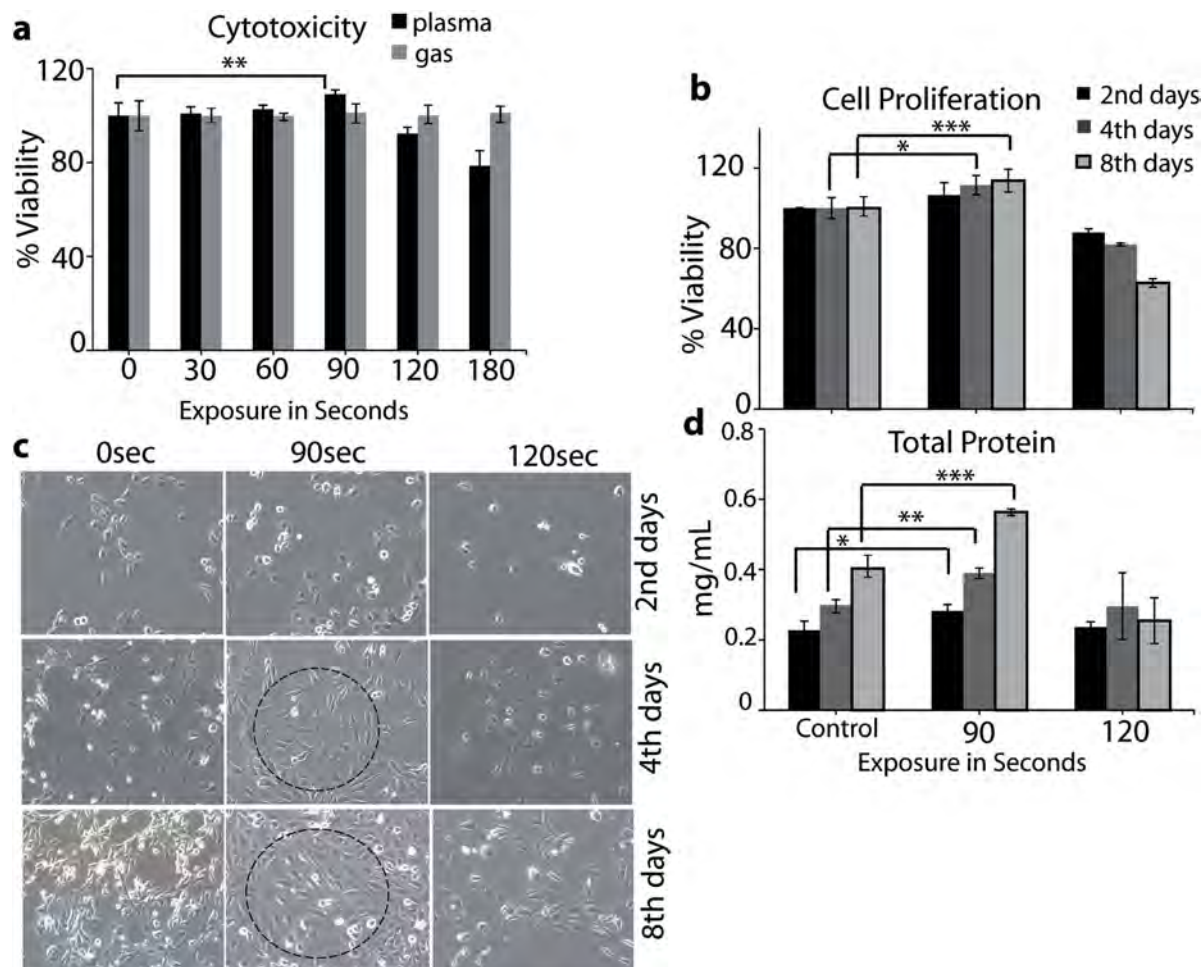 a
Cytotoxicity
plasma
gas
**
% Viability
120
80
40
0
0 30 60 90 120 180
Exposure in Seconds
b
Cell Proliferation
2nd days
4th days
8th days
***
*
% Viability
120
80
40
0
c
0sec 90sec 120sec
2nd days
4th days
8th days
d
Total Protein
***
**
*
mg/mL
0.8
0.6
0.4
0.2
0
Control 90 120
Exposure in Seconds